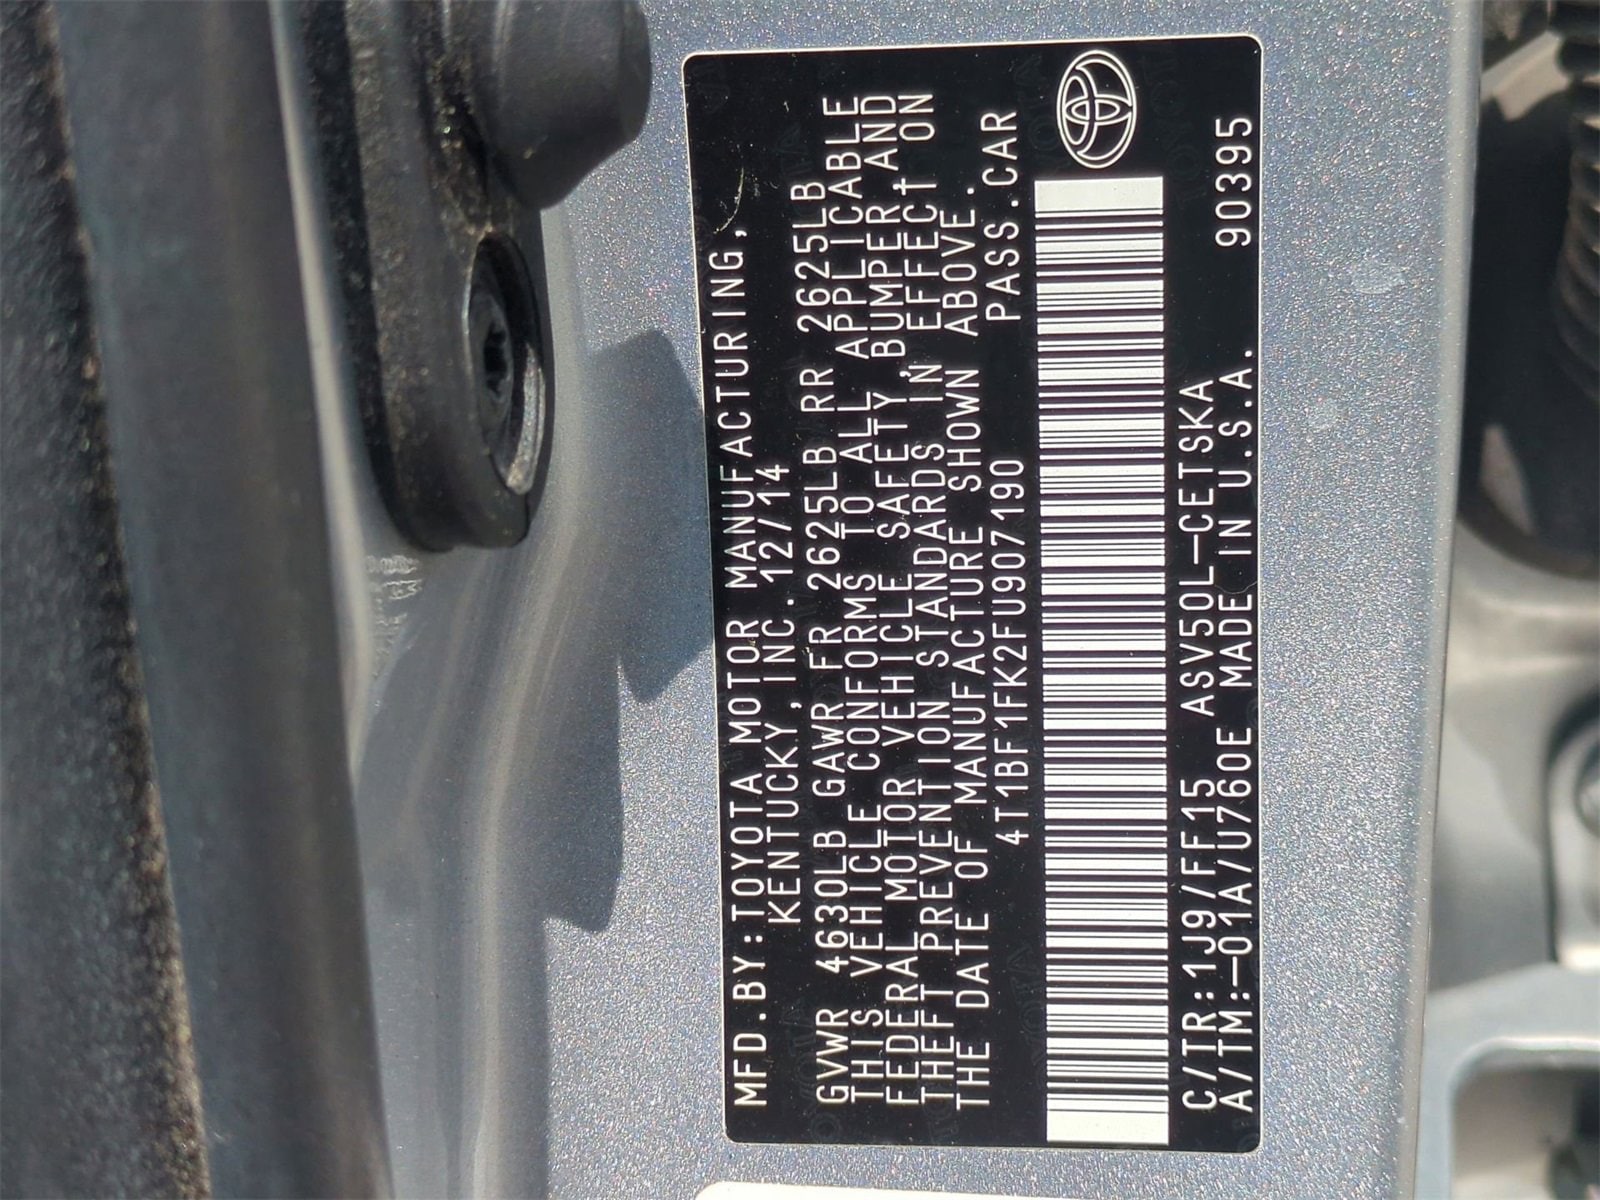 MFD.BY:TOYOTA MOTOR MANUFACTURING,
KENTUCKY,INC. 12/14
GVWR 4630LB GAWR FR 2625LB RR 2625LB
THIS VEHICLE CONFORMS TO ALL APPLICABLE
FEDERAL MOTOR VEHICLE SAFETY,BUMPER AND
THEFT PREVENTION STANDARDS IN EFFECT ON
THE DATE OF MANUFACTURE SHOWN ABOVE.
4T1BF1FK2FU907190 PASS.CAR
C/TR:1J9/FF15 ASV50L-CETSKA
A/TM:-01A/U760E MADE IN U.S.A. 90395